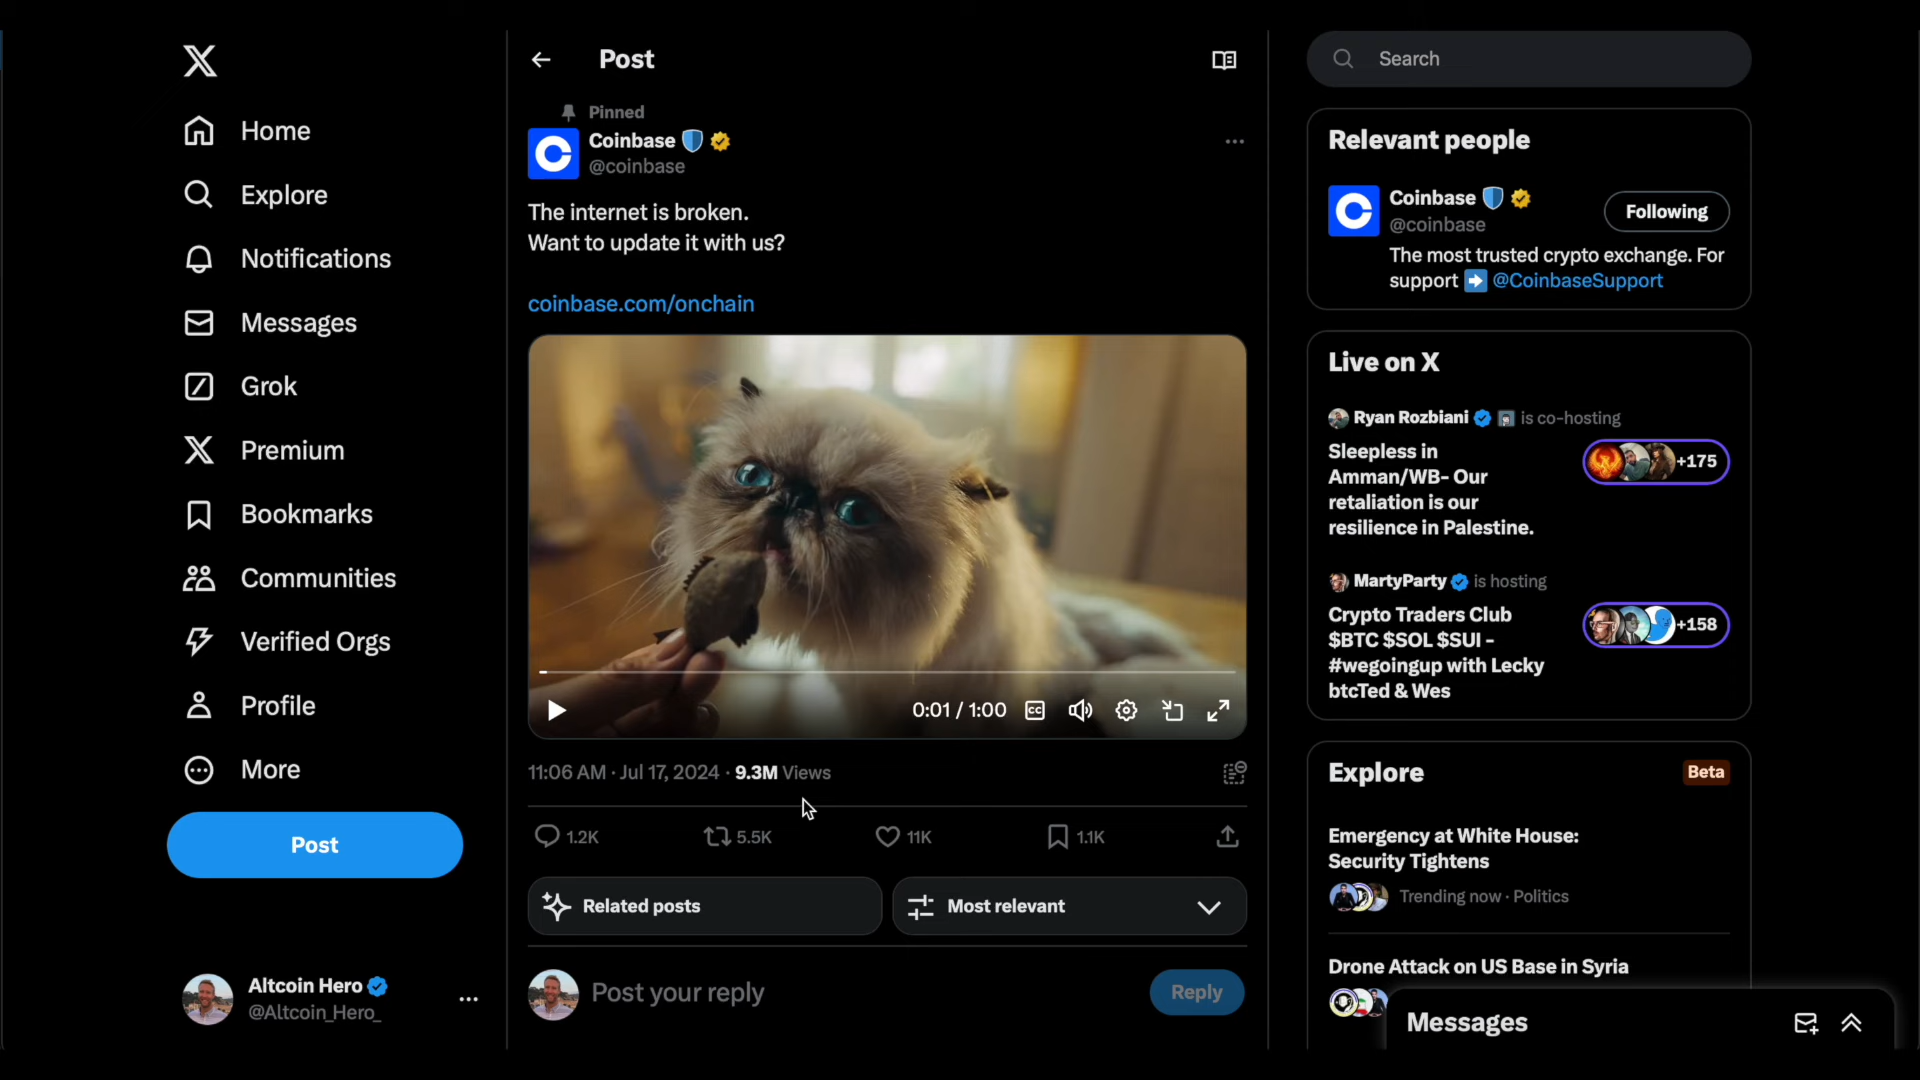 Home
Explore
Notifications
Messages
Grok
Premium
Bookmarks
Communities
Verified Orgs
Profile
More
Post
Altcoin Hero
@Altcoin_Hero_
Post
Pinned
Coinbase
@coinbase
The internet is broken.
Want to update it with us?
coinbase.com/onchain
0:01 / 1:00
CC
11:06 AM · Jul 17, 2024 · 9.3M Views
1.2K
5.5K
11K
1.1K
Related posts
Most relevant
Post your reply
Reply
Search
Relevant people
Coinbase
@coinbase
Following
The most trusted crypto exchange. For
support ➡️ @CoinbaseSupport
Live on X
Ryan Rozbiani is co-hosting
Sleepless in
Amman/WB- Our
retaliation is our
resilience in Palestine.
+175
MartyParty is hosting
Crypto Traders Club
$BTC $SOL $SUI -
#wegoingup with Lecky
btcTed & Wes
+158
Explore
Beta
Emergency at White House:
Security Tightens
Trending now · Politics
Drone Attack on US Base in Syria
Messages